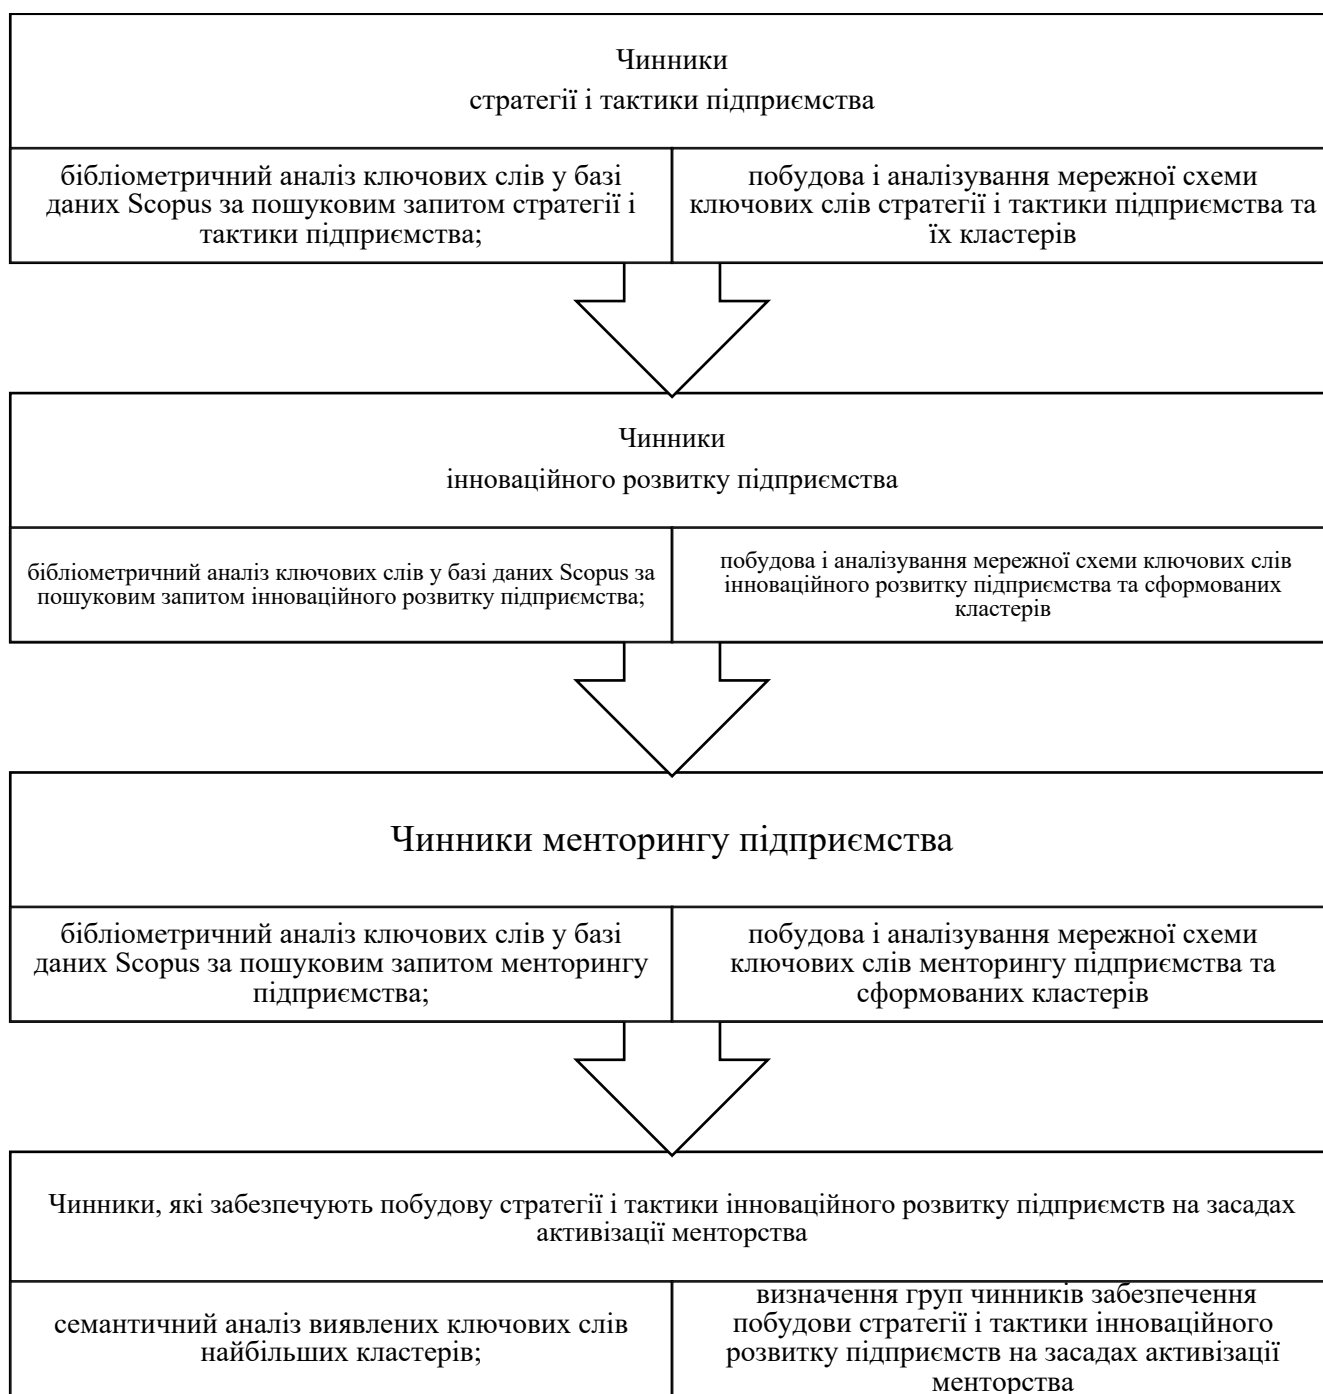 Чинники
стратегії і тактики підприємства
бібліометричний аналіз ключових слів у базі
даних Scopus за пошуковим запитом стратегії і
тактики підприємства;
побудова і аналізування мережної схеми
ключових слів стратегії і тактики підприємства та
їх кластерів
Чинники
інноваційного розвитку підприємства
бібліометричний аналіз ключових слів у базі даних Scopus за
пошуковим запитом інноваційного розвитку підприємства;
побудова і аналізування мережної схеми ключових слів
інноваційного розвитку підприємства та сформованих
кластерів
Чинники менторингу підприємства
бібліометричний аналіз ключових слів у базі
даних Scopus за пошуковим запитом менторингу
підприємства;
побудова і аналізування мережної схеми
ключових слів менторингу підприємства та
сформованих кластерів
Чинники, які забезпечують побудову стратегії і тактики інноваційного розвитку підприємств на засадах
активізації менторства
семантичний аналіз виявлених ключових слів
найбільших кластерів;
визначення груп чинників забезпечення
побудови стратегії і тактики інноваційного
розвитку підприємств на засадах активізації
менторства